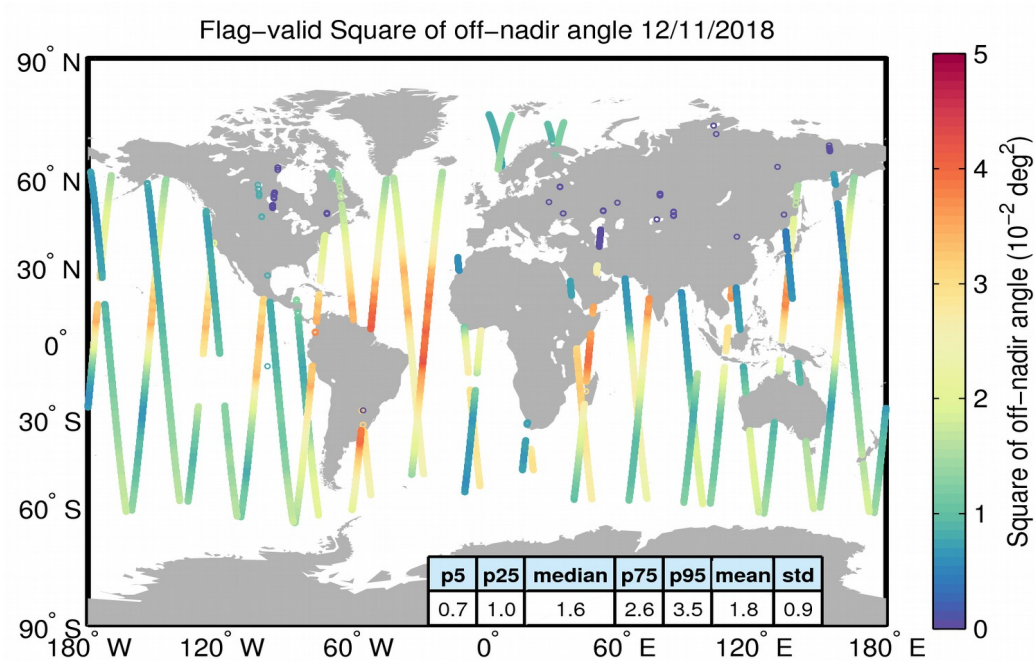 Flag−valid Square of off−nadir angle 12/11/2018
90° N
60° N
30° N
0°
30° S
60° S
90° S
180° W
120° W
60° W
0°
60° E
120° E
180° E
p5 p25 median p75 p95 mean std
0.7 1.0 1.6 2.6 3.5 1.8 0.9
5
4
3
2
1
0
Square of off−nadir angle (10⁻² deg²)